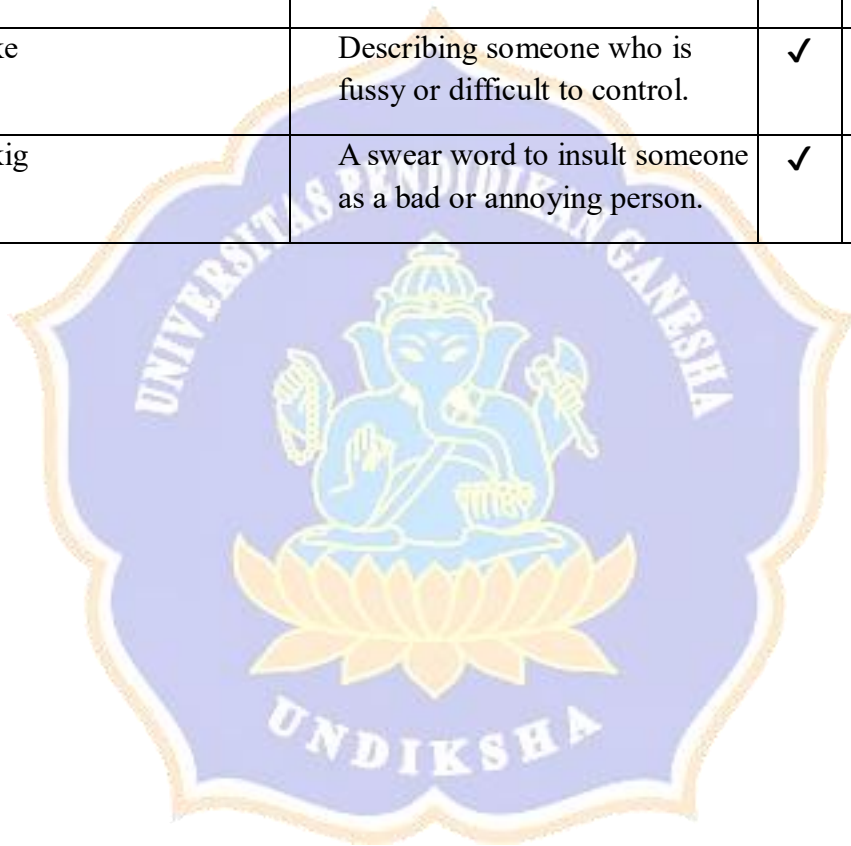 ke
Describing someone who is
fussy or difficult to control.
✓
kig
A swear word to insult someone
as a bad or annoying person.
✓
UNIVERSITAS PENDIDIKAN GANESHA
UNDIKSHA